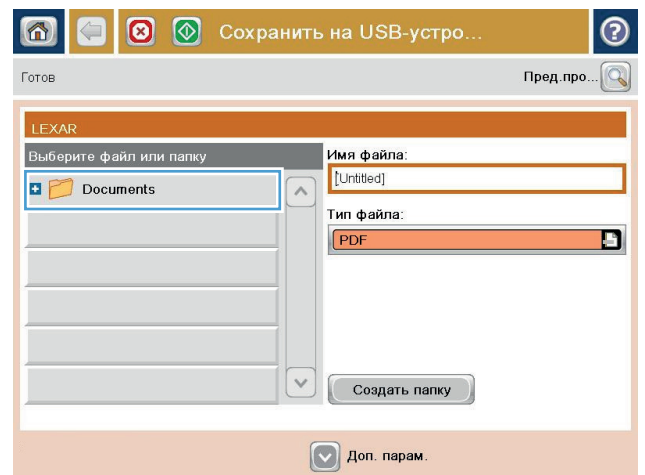 Сохранить на USB-устро...
Готов
Пред.про...
LEXAR
Выберите файл или папку
Имя файла:
Documents
[Untitled]
Тип файла:
PDF
Создать папку
Доп. парам.